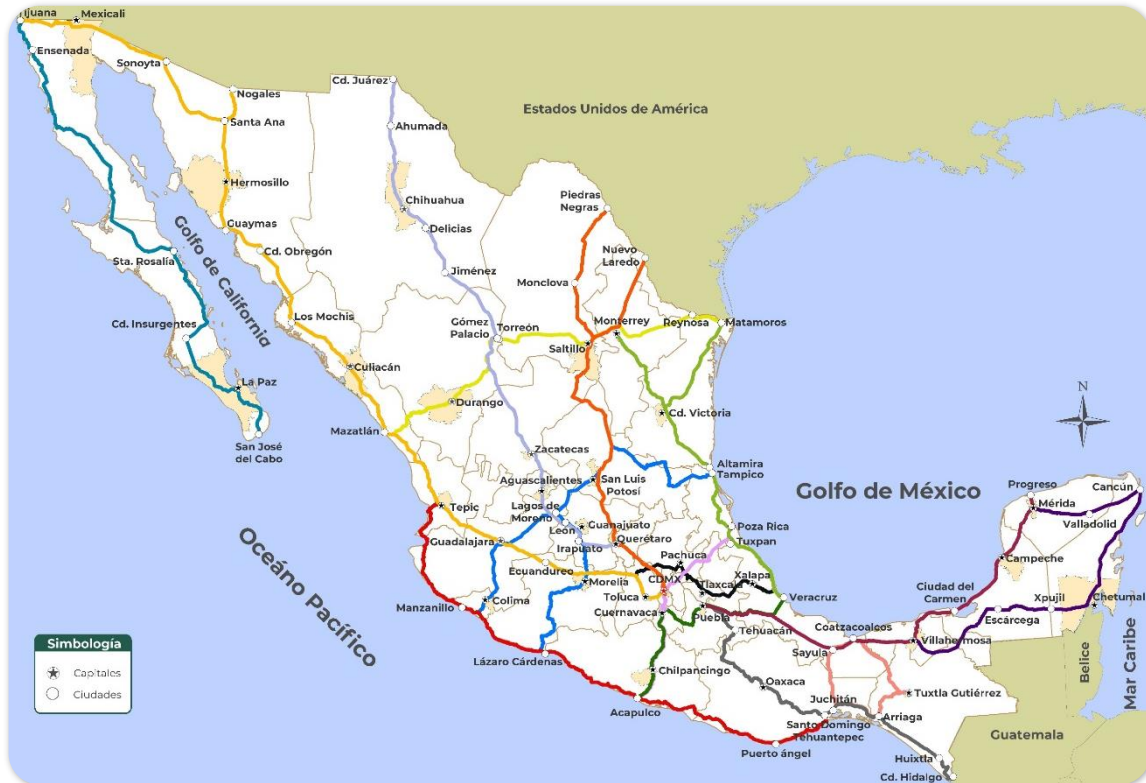 ijuana
Mexicali
Ensenada
Sonoyta
Nogales
Cd. Juárez
Estados Unidos de América
Santa Ana
Ahumada
Hermosillo
Chihuahua
Piedras
Negras
Guaymas
Delicias
Golfo de California
Cd. Obregón
Nuevo
Laredo
Sta. Rosalía
Jiménez
Monclova
Cd. Insurgentes
Los Mochis
Gómez
Palacio
Torreón
Monterrey
Reynosa
Matamoros
Saltillo
Culiacán
La Paz
Durango
Cd. Victoria
N
Mazatlán
San José
del Cabo
Zacatecas
Altamira
Tampico
Aguascalientes
San Luis
Potosí
Golfo de México
Progreso
Cancún
Mérida
Tepic
Lagos de
Moreno
León
Guanajuato
Poza Rica
Valladolid
Oceáno Pacífico
Guadalajara
Irapuato
Querétaro
Tuxpan
Pachuca
Campeche
Ecuandureo
Morelia
CDMX
Tlaxcala
Xalapa
Ciudad del
Carmen
Xpujil
Chetumal
Manzanillo
Colima
Toluca
Cuernavaca
Puebla
Veracruz
Escárcega
Coatzacoalcos
Tehuacán
Villahermosa
Simbología
Capitales
Ciudades
Lázaro Cárdenas
Chilpancingo
Sayula
Belice
Mar Caribe
Oaxaca
Juchitán
Tuxtla Gutiérrez
Acapulco
Santo Domingo
Tehuantepec
Arriaga
Guatemala
Puerto ángel
Huixtla
Cd. Hidalgo